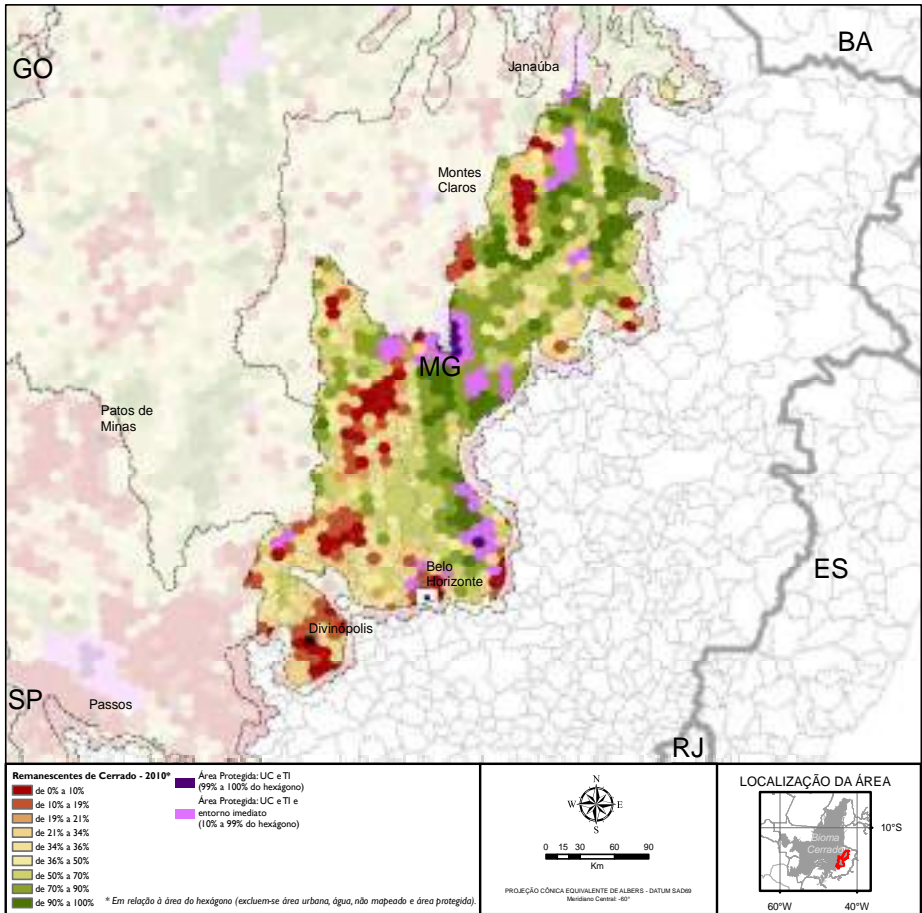 GO
BA
Janaúba
Montes
Claros
MG
Patos de
Minas
Belo
Horizonte
ES
Divinópolis
SP
Passos
RJ
Remanescentes de Cerrado - 2010*
de 0% a 10%
de 10% a 19%
de 19% a 21%
de 21% a 34%
de 34% a 36%
de 36% a 50%
de 50% a 70%
de 70% a 90%
de 90% a 100%
Área Protegida: UC e TI
(99% a 100% do hexágono)
Área Protegida: UC e TI e
entorno imediato
(10% a 99% do hexágono)
* Em relação à área do hexágono (excluem-se área urbana, água, não mapeado e área protegida).
N
W E
S
0 15 30 60 90
Km
PROJEÇÃO CÔNICA EQUIVALENTE DE ALBERS - DATUM SAD69
Meridiano Central: -60°
LOCALIZAÇÃO DA ÁREA
Bioma
Cerrado
10°S
60°W 40°W